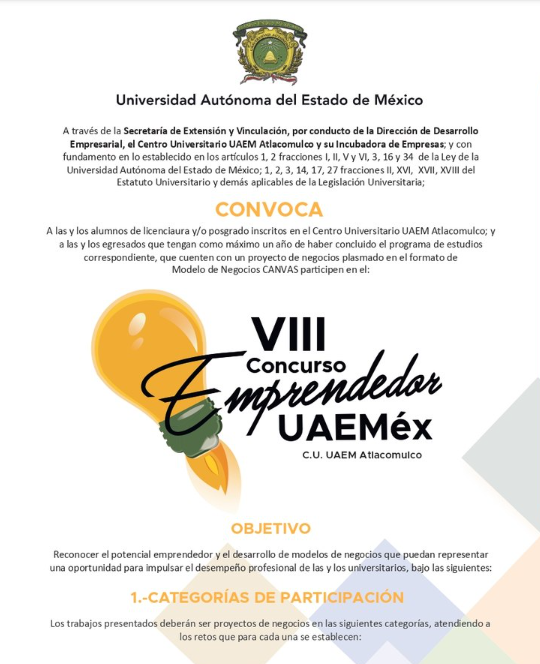 Universidad Autónoma del Estado de México
A través de la Secretaría de Extensión y Vinculación, por conducto de la Dirección de Desarrollo
Empresarial, el Centro Universitario UAEM Atlacomulco y su Incubadora de Empresas; y con
fundamento en lo establecido en los artículos 1, 2 fracciones I, II, V y VI, 3, 16 y 34 de la Ley de la
Universidad Autónoma del Estado de México; 1, 2, 3, 14, 17, 27 fracciones II, XVI, XVII, XVIII del
Estatuto Universitario y demás aplicables de la Legislación Universitaria;
CONVOCA
A las y los alumnos de licenciaura y/o posgrado inscritos en el Centro Universitario UAEM Atlacomulco; y
a las y los egresados que tengan como máximo un año de haber concluido el programa de estudios
correspondiente, que cuenten con un proyecto de negocios plasmado en el formato de
Modelo de Negocios CANVAS participen en el:
VIII
Concurso
Emprendedor
UAEMéx
C.U. UAEM Atlacomulco
OBJETIVO
Reconocer el potencial emprendedor y el desarrollo de modelos de negocios que puedan representar
una oportunidad para impulsar el desempeño profesional de las y los universitarios, bajo las siguientes:
1.-CATEGORÍAS DE PARTICIPACIÓN
Los trabajos presentados deberán ser proyectos de negocios en las siguientes categorías, atendiendo a
los retos que para cada una se establecen: